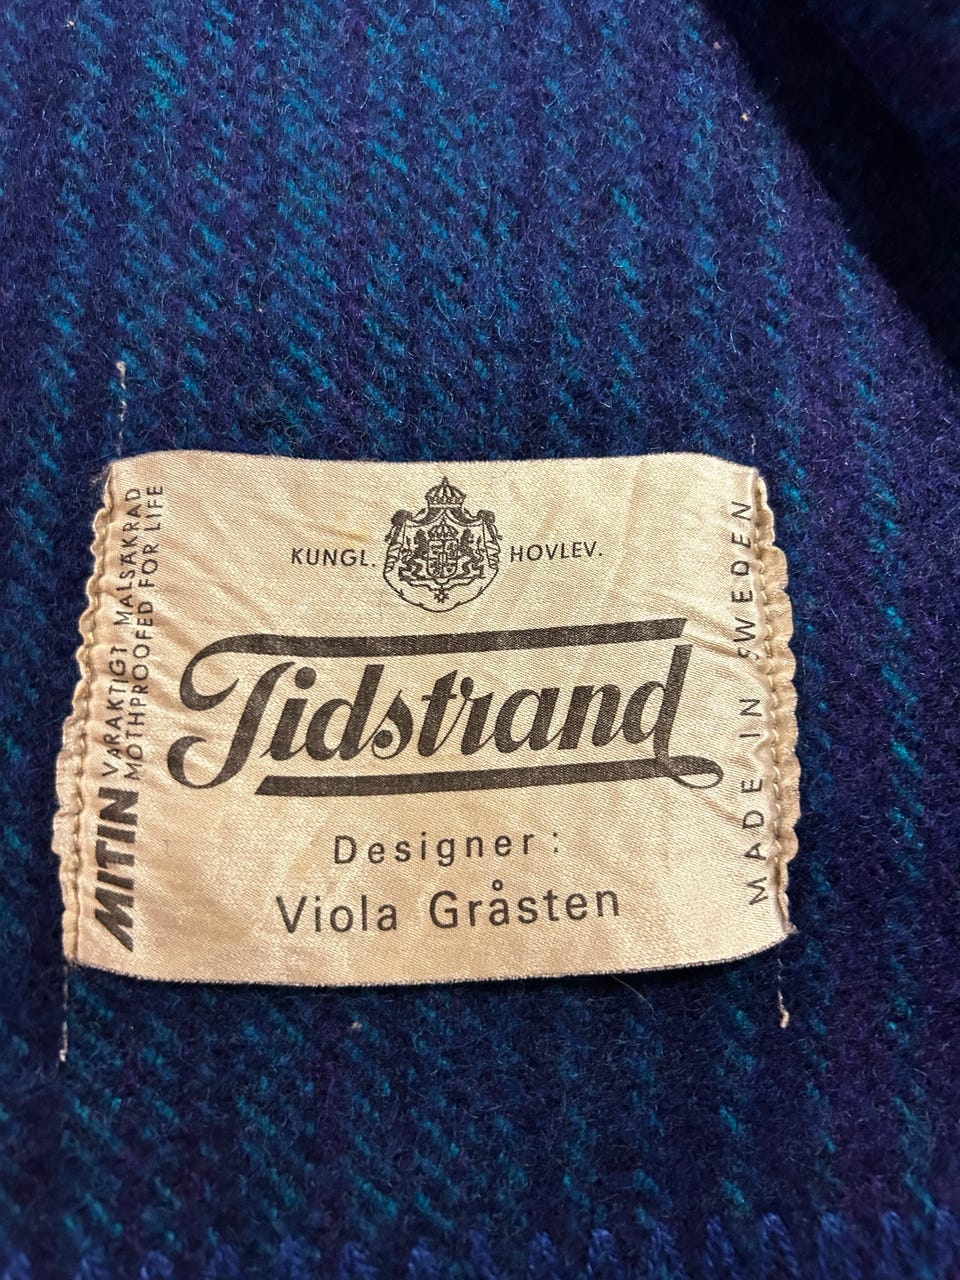 KUNGL. HOVLEV.
Tidstrand
Designer:
Viola Gråsten
MITIN VARAKTIGT MALSÄKRAD
MOTHPROOFED FOR LIFE
MADE IN SWEDEN